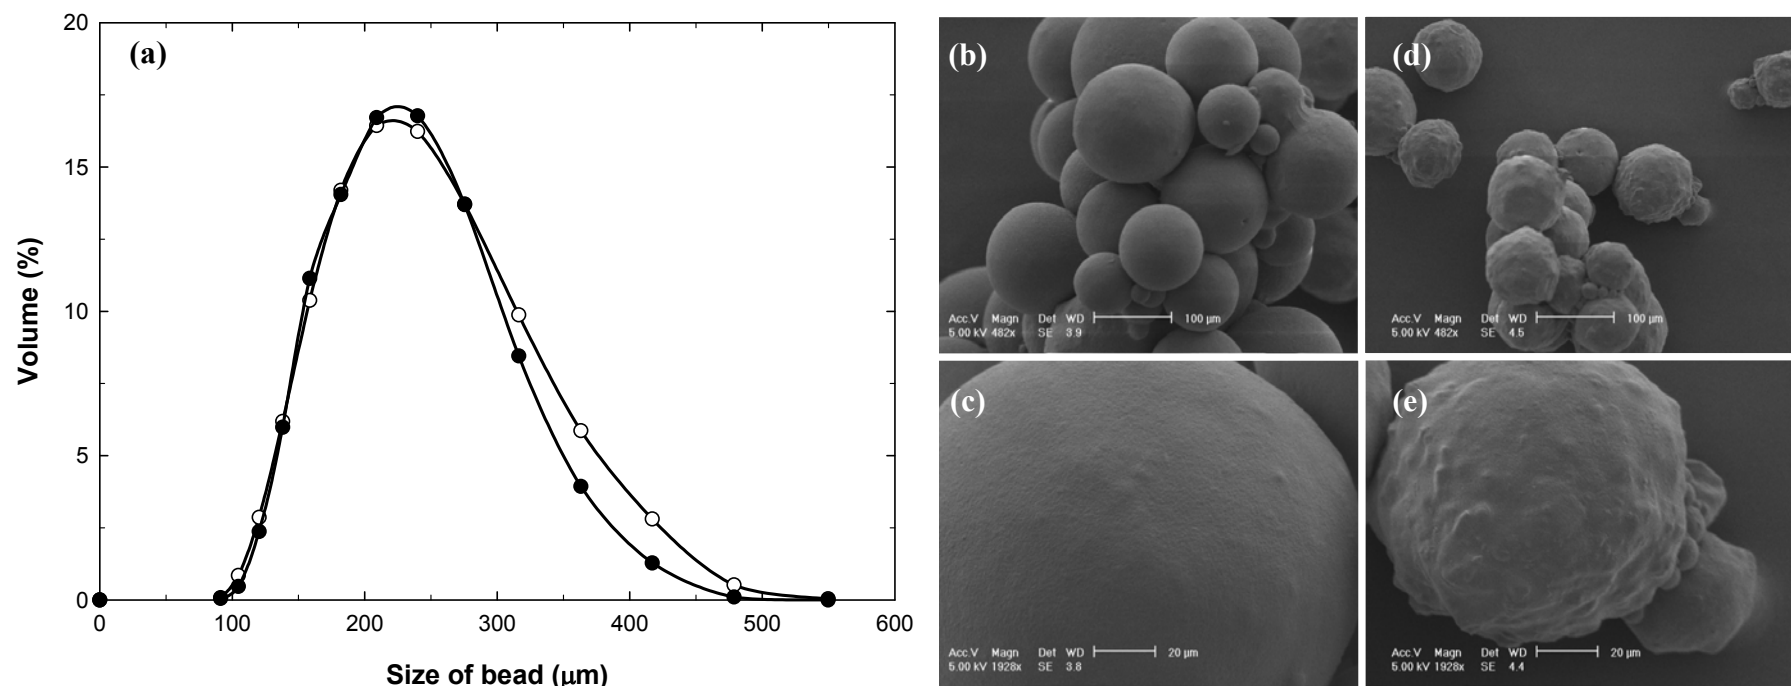 (a)
20
15
10
5
0
0 100 200 300 400 500 600
Volume (%)
Size of bead (μm)
(b)
Acc.V Magn Det WD 100 µm
5.00 kV 482x SE 3.9
(d)
Acc.V Magn Det WD 100 µm
5.00 kV 482x SE 4.5
(c)
Acc.V Magn Det WD 20 µm
5.00 kV 1928x SE 3.8
(e)
Acc.V Magn Det WD 20 µm
5.00 kV 1928x SE 4.4